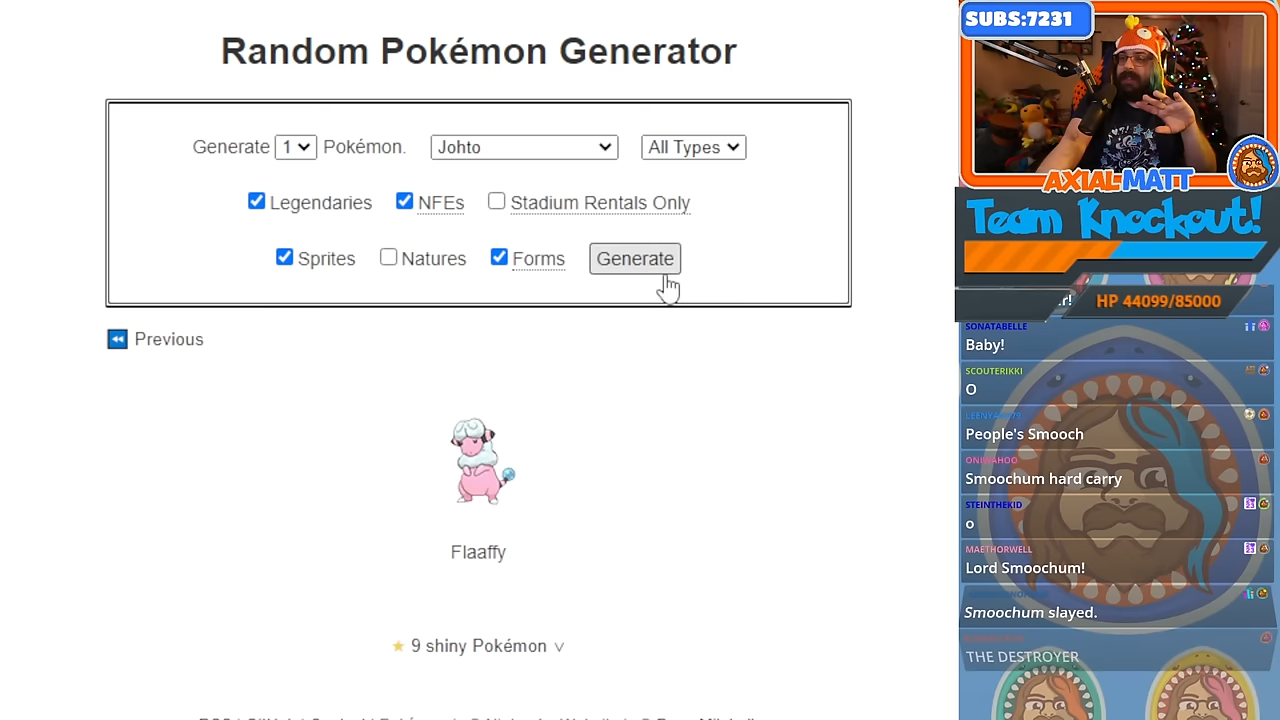 Random Pokémon Generator
Generate 1 Pokémon. Johto All Types
Legendaries NFEs Stadium Rentals Only
Sprites Natures Forms Generate
Previous
Flaaffy
9 shiny Pokémon
SUBS:7231
AXIALMATT
Team Knockout!
HP 44099/85000
SONATABELLE
Baby!
SCOUTERIKKI
O
People's Smooch
Smoochum hard carry
STEINTHEKID
o
MAETHORWELL
Lord Smoochum!
Smoochum slayed.
THE DESTROYER